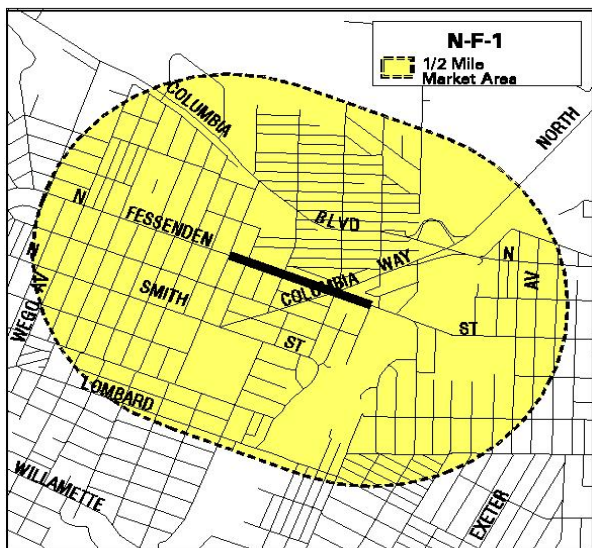 N-F-1
1/2 Mile
Market Area
COLUMBIA
BLVD
NORTH
N
FESSENDEN
ST
COLUMBIA
WAY
N
AV
SMITH
ST
N
WEGO AV
LOMBARD
WILLAMETTE
EXETER